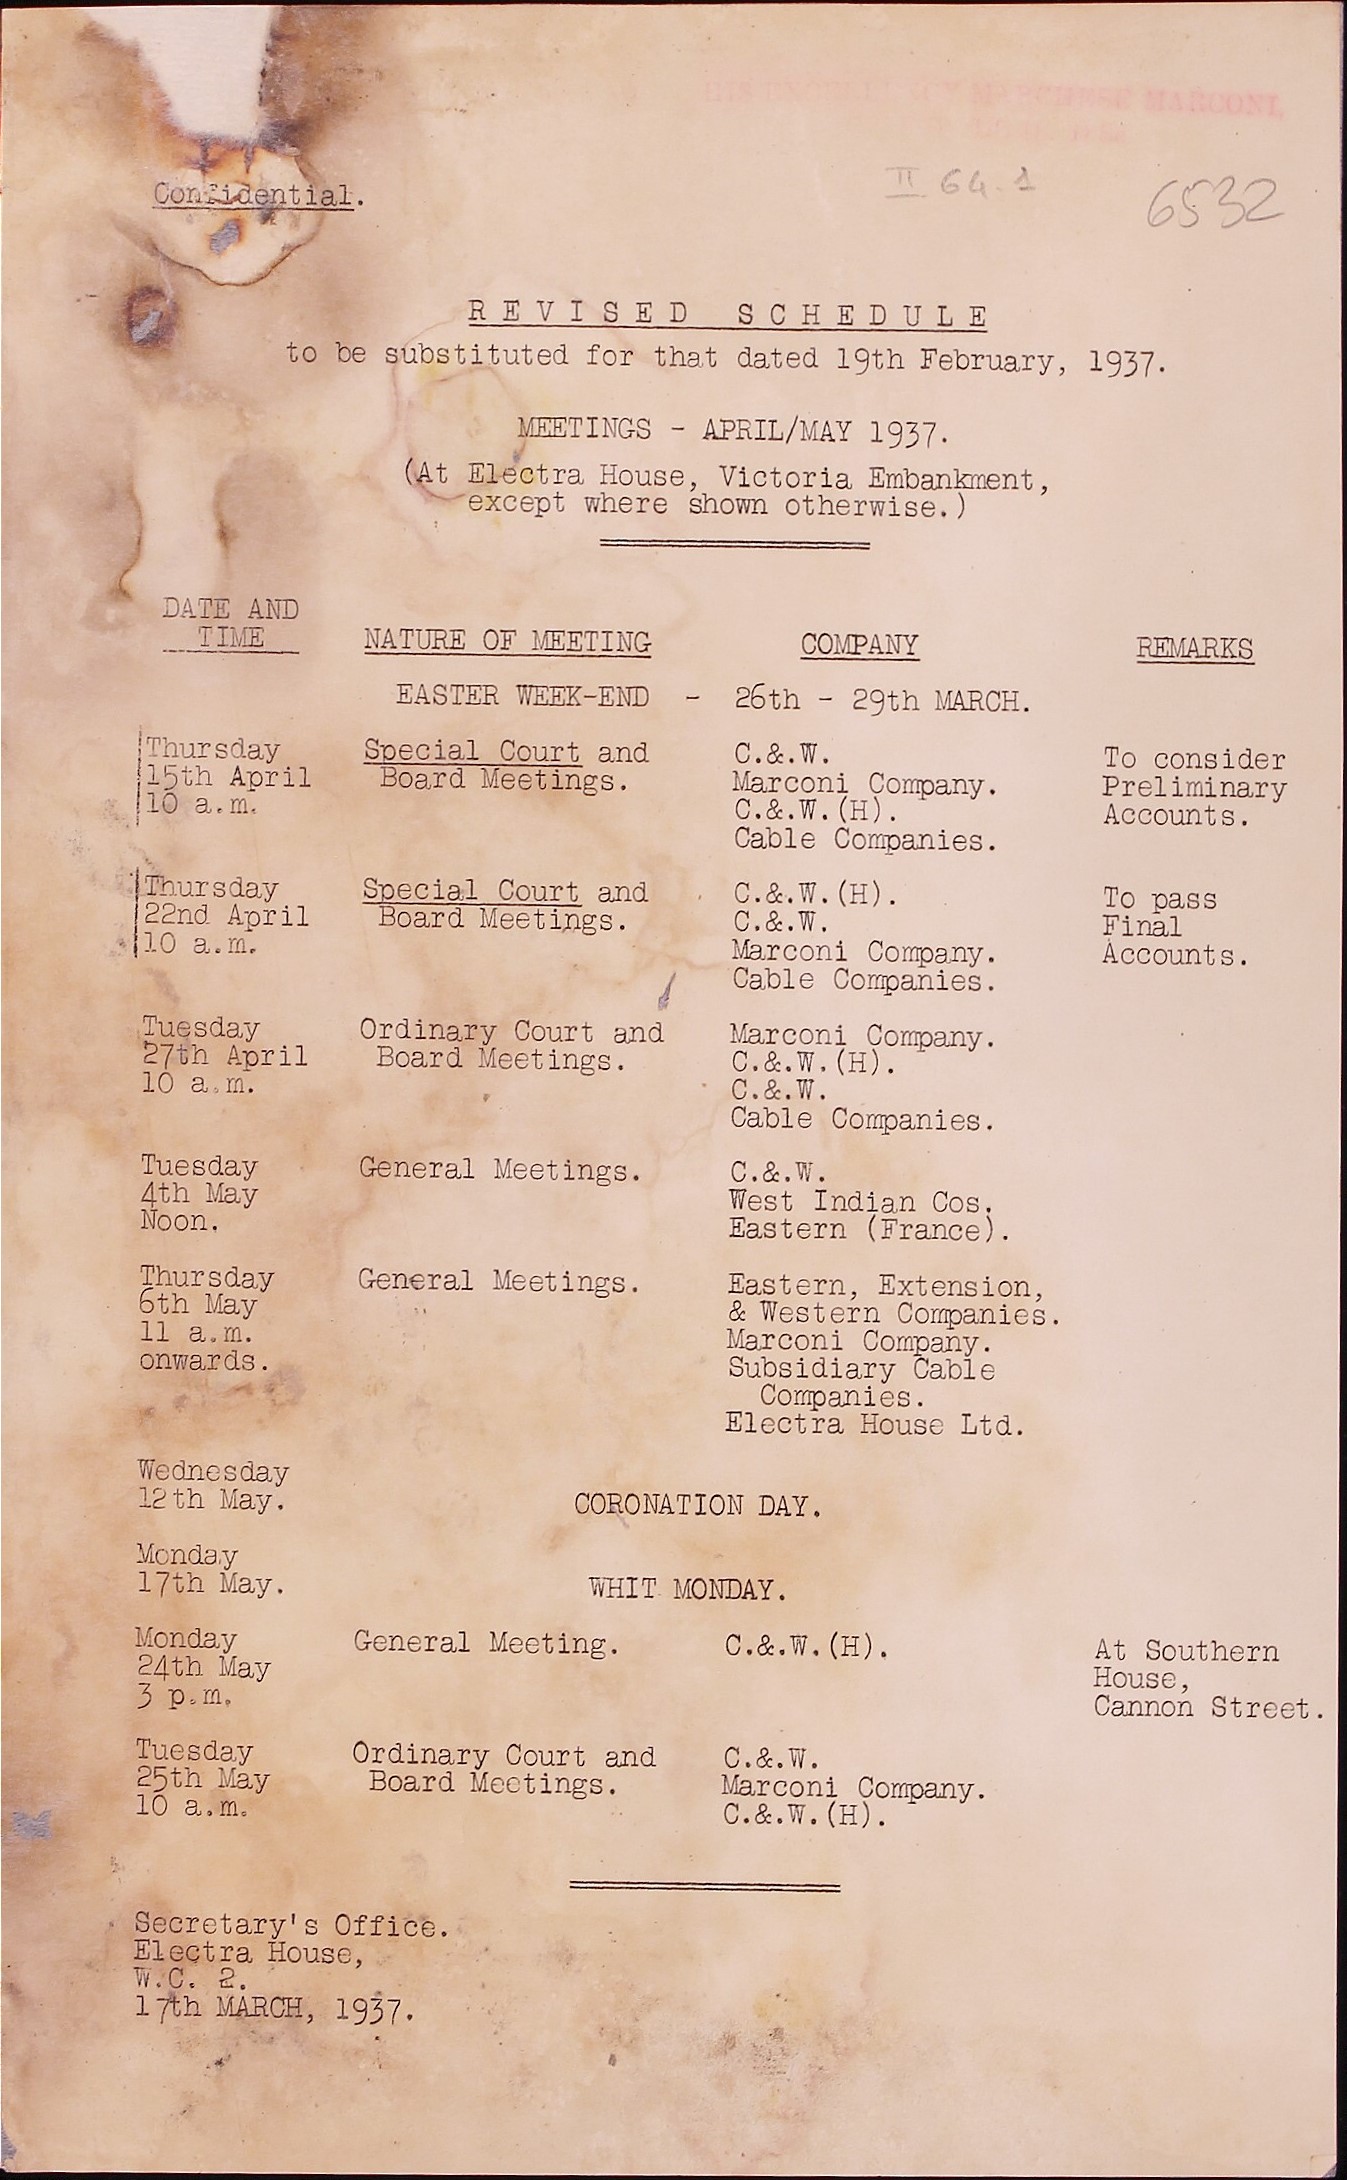 HIS EXCELLENCY MARCHESE MARCONI,
II 64.1
6532
Confidential.
REVISED SCHEDULE
to be substituted for that dated 19th February, 1937.
MEETINGS - APRIL/MAY 1937.
(At Electra House, Victoria Embankment,
except where shown otherwise.)
DATE AND
TIME
NATURE OF MEETING
COMPANY
REMARKS
EASTER WEEK-END - 26th - 29th MARCH.
Thursday
15th April
10 a.m.
Special Court and
Board Meetings.
C.&.W.
Marconi Company.
C.&.W.(H).
Cable Companies.
To consider
Preliminary
Accounts.
Thursday
22nd April
10 a.m.
Special Court and
Board Meetings.
C.&.W.(H).
C.&.W.
Marconi Company.
Cable Companies.
To pass
Final
Accounts.
Tuesday
27th April
10 a.m.
Ordinary Court and
Board Meetings.
Marconi Company.
C.&.W.(H).
C.&.W.
Cable Companies.
Tuesday
4th May
Noon.
General Meetings.
C.&.W.
West Indian Cos.
Eastern (France).
Thursday
6th May
11 a.m.
onwards.
General Meetings.
Eastern, Extension,
& Western Companies.
Marconi Company.
Subsidiary Cable
Companies.
Electra House Ltd.
Wednesday
12th May.
CORONATION DAY.
Monday
17th May.
WHIT MONDAY.
Monday
24th May
3 p.m.
General Meeting.
C.&.W.(H).
At Southern
House,
Cannon Street.
Tuesday
25th May
10 a.m.
Ordinary Court and
Board Meetings.
C.&.W.
Marconi Company.
C.&.W.(H).
Secretary's Office.
Electra House,
W.C. 2.
17th MARCH, 1937.